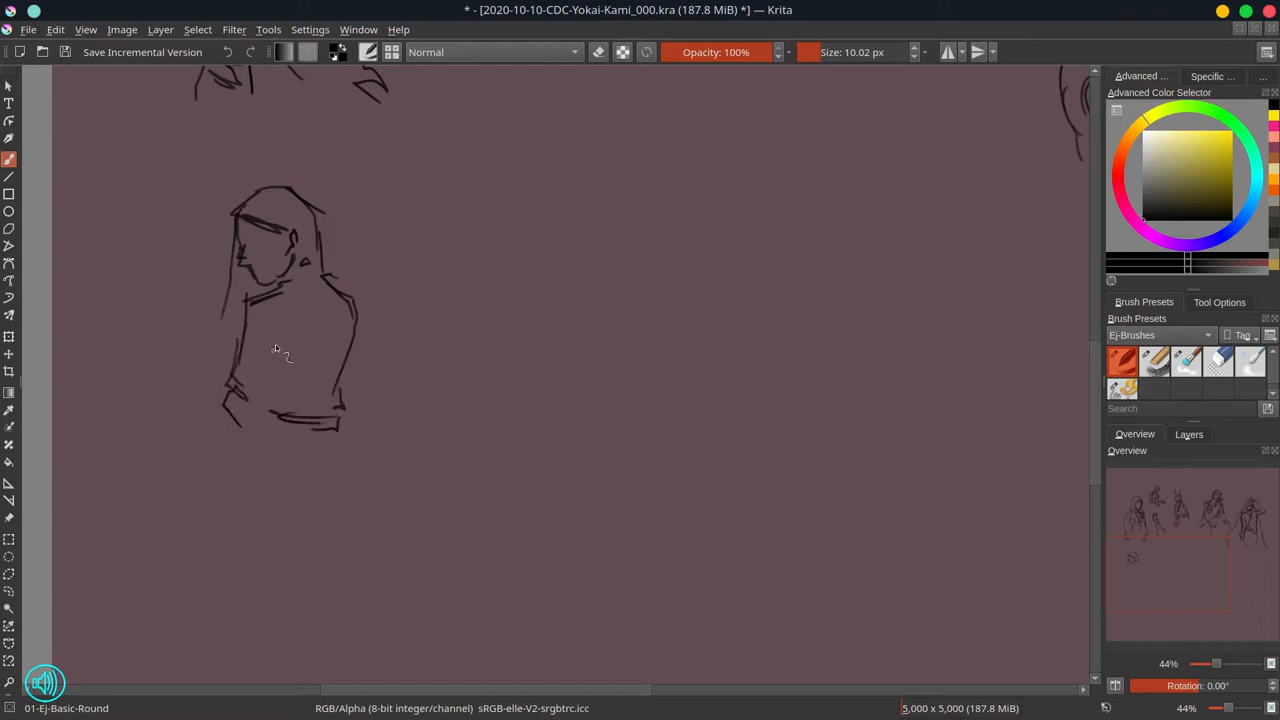 * - [2020-10-10-CDC-Yokai-Kami_000.kra (187.8 MiB) *] — Krita
File Edit View Image Layer Select Filter Tools Settings Window Help
Save Incremental Version Normal Opacity: 100% Size: 10.02 px
Advanced ... Specific ... ...
Advanced Color Selector
Brush Presets Tool Options
Brush Presets
Ej-Brushes Tag
Search
Overview Layers
Overview
44%
Rotation: 0.00°
01-Ej-Basic-Round RGB/Alpha (8-bit integer/channel) sRGB-elle-V2-srgbtrc.icc 5,000 x 5,000 (187.8 MiB) 44%